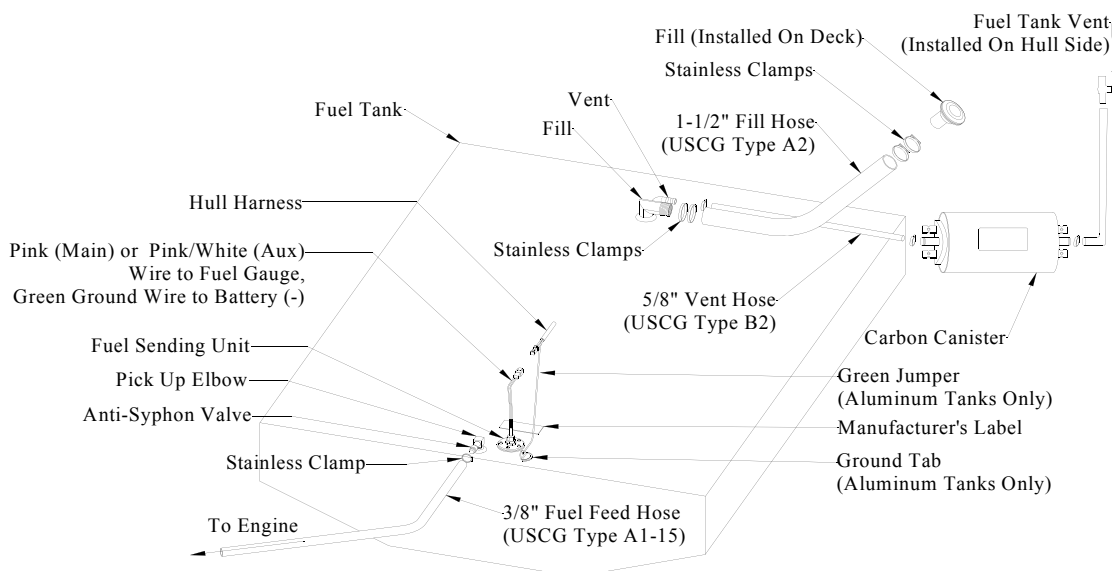 Fuel Tank Vent
(Installed On Hull Side)
Fill (Installed On Deck)
Stainless Clamps
Vent
Fill
Fuel Tank
1-1/2" Fill Hose
(USCG Type A2)
Hull Harness
Stainless Clamps
Pink (Main) or Pink/White (Aux)
Wire to Fuel Gauge,
Green Ground Wire to Battery (-)
5/8" Vent Hose
(USCG Type B2)
Carbon Canister
Fuel Sending Unit
Pick Up Elbow
Anti-Syphon Valve
Stainless Clamp
Green Jumper
(Aluminum Tanks Only)
Manufacturer's Label
Ground Tab
(Aluminum Tanks Only)
3/8" Fuel Feed Hose
(USCG Type A1-15)
To Engine